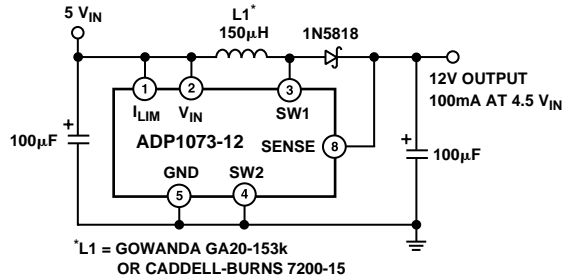 5 VIN
L1*
150µH
1N5818
12V OUTPUT
100mA AT 4.5 VIN
1
2
3
ILIM
VIN
SW1
100µF
+
ADP1073-12
SENSE
8
+
100µF
GND
SW2
5
4
*L1 = GOWANDA GA20-153k
OR CADDELL-BURNS 7200-15